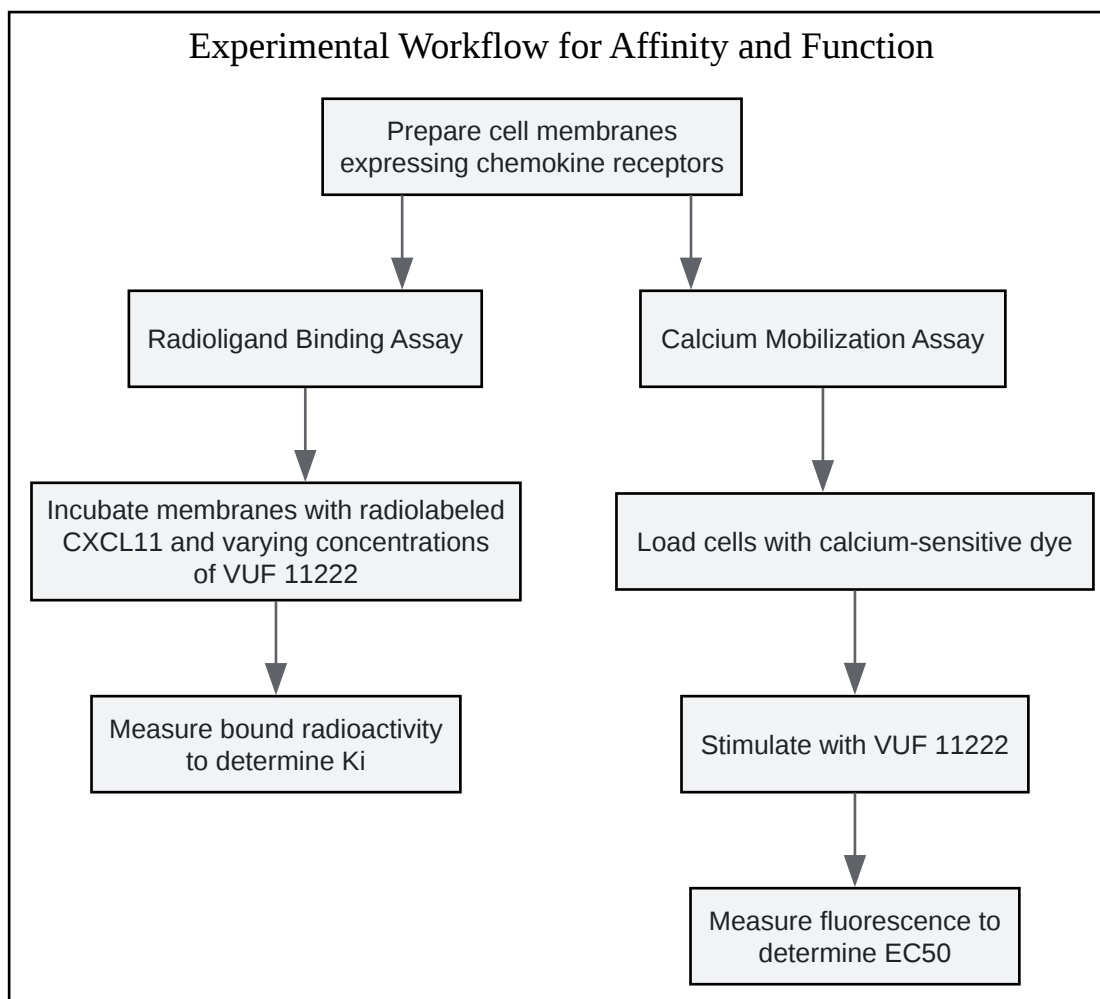 Experimental Workflow for Affinity and Function
Prepare cell membranes
expressing chemokine receptors
Radioligand Binding Assay
Calcium Mobilization Assay
Incubate membranes with radiolabeled
CXCL11 and varying concentrations
of VUF 11222
Load cells with calcium-sensitive dye
Measure bound radioactivity
to determine Ki
Stimulate with VUF 11222
Measure fluorescence to
determine EC50